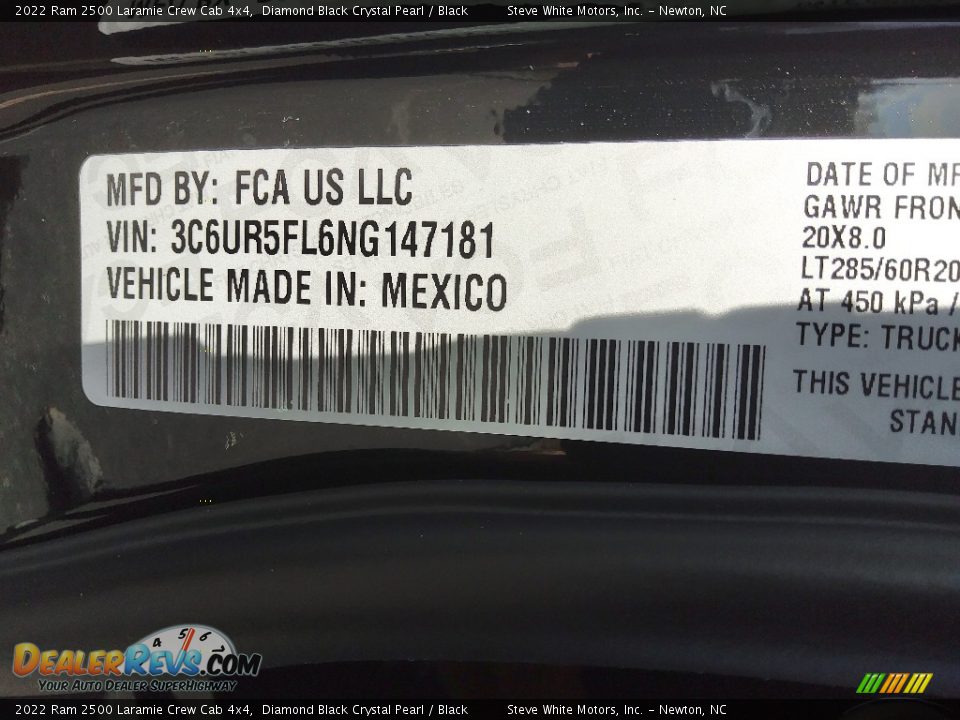 2022 Ram 2500 Laramie Crew Cab 4x4, Diamond Black Crystal Pearl / Black Steve White Motors, Inc. - Newton, NC
MFD BY: FCA US LLC
VIN: 3C6UR5FL6NG147181
VEHICLE MADE IN: MEXICO
DATE OF MF
GAWR FRON
20X8.0
LT285/60R20
AT 450 kPa /
TYPE: TRUCK
THIS VEHICLE
STAN
4 5 6
DEALERREVS.COM
YOUR AUTO DEALER SUPERHIGHWAY
2022 Ram 2500 Laramie Crew Cab 4x4, Diamond Black Crystal Pearl / Black Steve White Motors, Inc. - Newton, NC